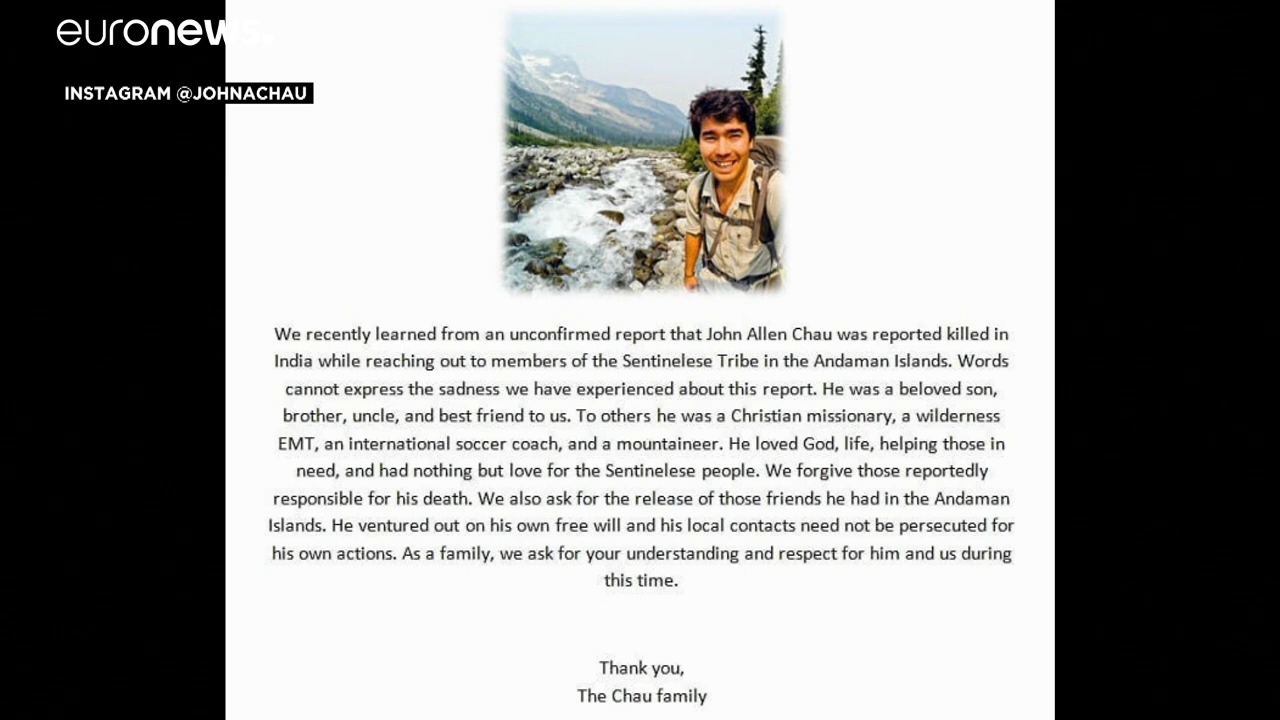 euronews.
INSTAGRAM @JOHNACHAU
We recently learned from an unconfirmed report that John Allen Chau was reported killed in
India while reaching out to members of the Sentinelese Tribe in the Andaman Islands. Words
cannot express the sadness we have experienced about this report. He was a beloved son,
brother, uncle, and best friend to us. To others he was a Christian missionary, a wilderness
EMT, an international soccer coach, and a mountaineer. He loved God, life, helping those in
need, and had nothing but love for the Sentinelese people. We forgive those reportedly
responsible for his death. We also ask for the release of those friends he had in the Andaman
Islands. He ventured out on his own free will and his local contacts need not be persecuted for
his own actions. As a family, we ask for your understanding and respect for him and us during
this time.
Thank you,
The Chau family